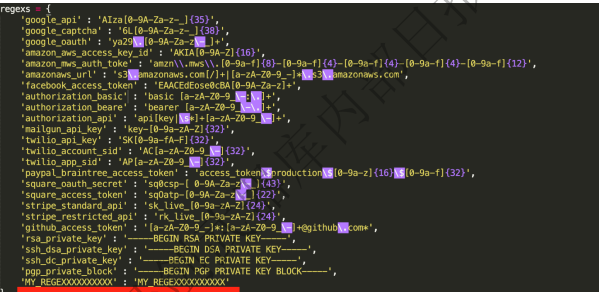 regexs = {
'google_api' : 'AIza[0-9A-Za-z-_]{35}',
'google_captcha' : '6L[0-9A-Za-z-_]{38}',
'google_oauth' : 'ya29\.[0-9A-Za-z\-_]+',
'amazon_aws_access_key_id' : 'AKIA[0-9A-Z]{16}',
'amazon_mws_auth_toke' : 'amzn\\.mws\\.[0-9a-f]{8}-[0-9a-f]{4}-[0-9a-f]{4}-[0-9a-f]{4}-[0-9a-f]{12}',
'amazonaws_url' : 's3\.amazonaws.com[/]+|[a-zA-Z0-9_-]*\.s3\.amazonaws.com',
'facebook_access_token' : 'EAACEdEose0cBA[0-9A-Za-z]+',
'authorization_basic' : 'basic [a-zA-Z0-9_\-:\.]+',
'authorization_beare' : 'bearer [a-zA-Z0-9_\-\.]+',
'authorization_api' : 'api[key|\s*]+[a-zA-Z0-9_\-]+',
'mailgun_api_key' : 'key-[0-9a-zA-Z]{32}',
'twilio_api_key' : 'SK[0-9a-fA-F]{32}',
'twilio_account_sid' : 'AC[a-zA-Z0-9_\-]{32}',
'twilio_app_sid' : 'AP[a-zA-Z0-9_\-]{32}',
'paypal_braintree_access_token' : 'access_token\$production\$[0-9a-z]{16}\$[0-9a-f]{32}',
'square_oauth_secret' : 'sq0csp-[ 0-9A-Za-z\-_]{43}',
'square_access_token' : 'sqOatp-[0-9A-Za-z\-_]{22}',
'stripe_standard_api' : 'sk_live_[0-9a-zA-Z]{24}',
'stripe_restricted_api' : 'rk_live_[0-9a-zA-Z]{24}',
'github_access_token' : '[a-zA-Z0-9_-]*:[a-zA-Z0-9_\-]+@github\.com*',
'rsa_private_key' : '-----BEGIN RSA PRIVATE KEY-----',
'ssh_dsa_private_key' : '-----BEGIN DSA PRIVATE KEY-----',
'ssh_dc_private_key' : '-----BEGIN EC PRIVATE KEY-----',
'pgp_private_block' : '-----BEGIN PGP PRIVATE KEY BLOCK-----',
'MY_REGEXXXXXXXXXX' : 'MY_REGEXXXXXXXXXX'